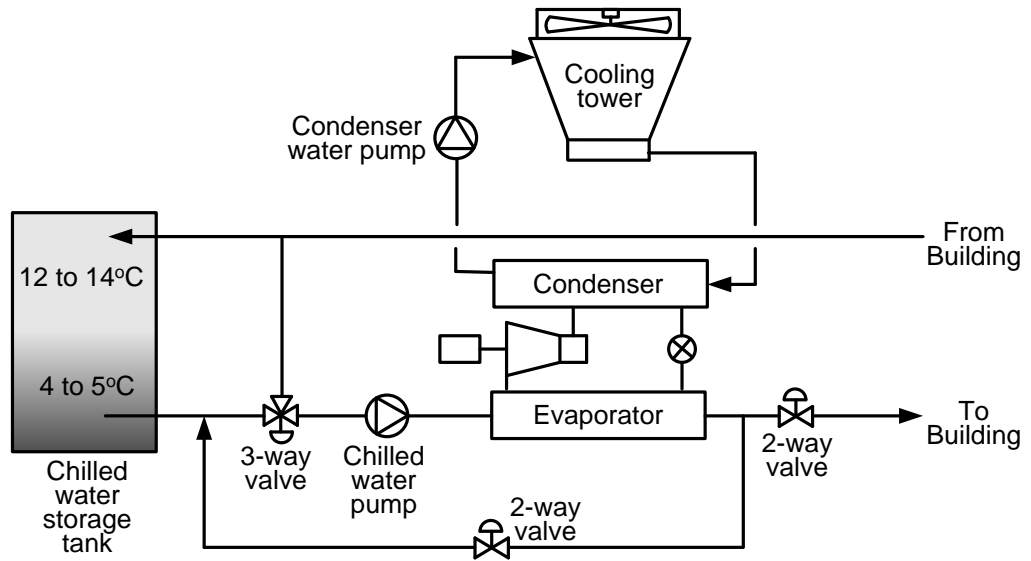 Cooling
tower
Condenser
water pump
From
Building
12 to 14°C
Condenser
4 to 5°C
Evaporator
To
Building
3-way
valve
Chilled
water
pump
2-way
valve
Chilled
water
storage
tank
2-way
valve